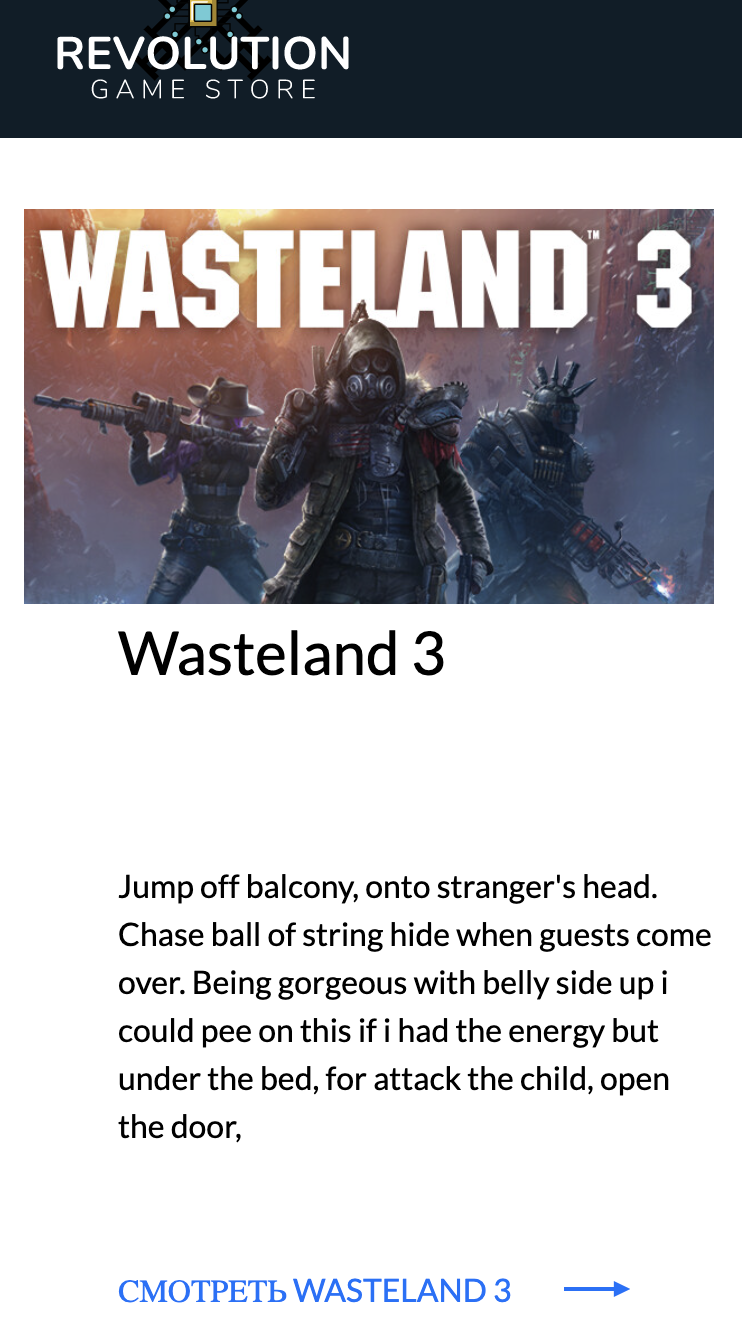 REVOLUTION
GAME STORE
WASTELAND™ 3
Wasteland 3
Jump off balcony, onto stranger's head.
Chase ball of string hide when guests come
over. Being gorgeous with belly side up i
could pee on this if i had the energy but
under the bed, for attack the child, open
the door,
СМОТРЕТЬ WASTELAND 3